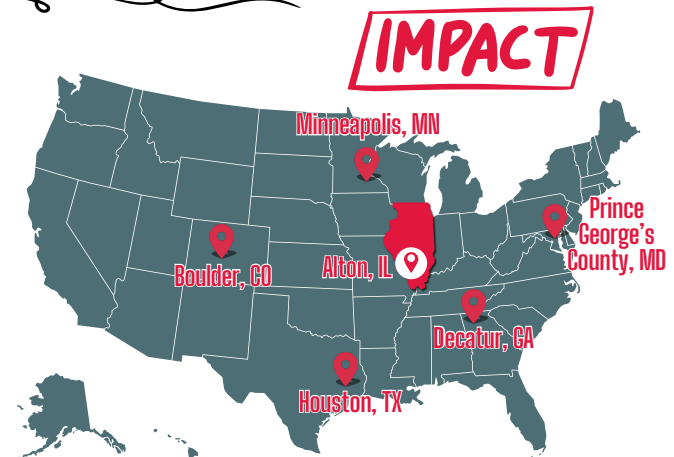 IMPACT
Minneapolis, MN
Prince
George's
County, MD
Boulder, CO
Alton, IL
Decatur, GA
Houston, TX